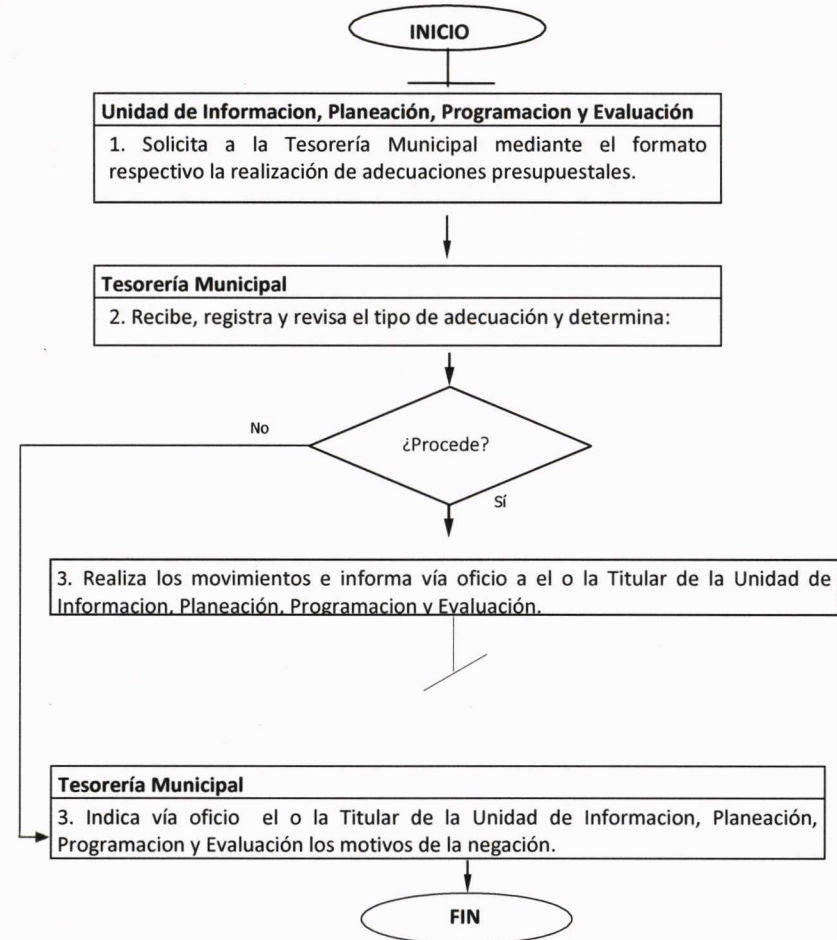 INICIO
Unidad de Informacion, Planeación, Programacion y Evaluación
1. Solicita a la Tesorería Municipal mediante el formato
respectivo la realización de adecuaciones presupuestales.
Tesorería Municipal
2. Recibe, registra y revisa el tipo de adecuación y determina:
No
¿Procede?
Sí
3. Realiza los movimientos e informa vía oficio a el o la Titular de la Unidad de
Informacion, Planeación, Programacion y Evaluación.
Tesorería Municipal
3. Indica vía oficio el o la Titular de la Unidad de Informacion, Planeación,
Programacion y Evaluación los motivos de la negación.
FIN